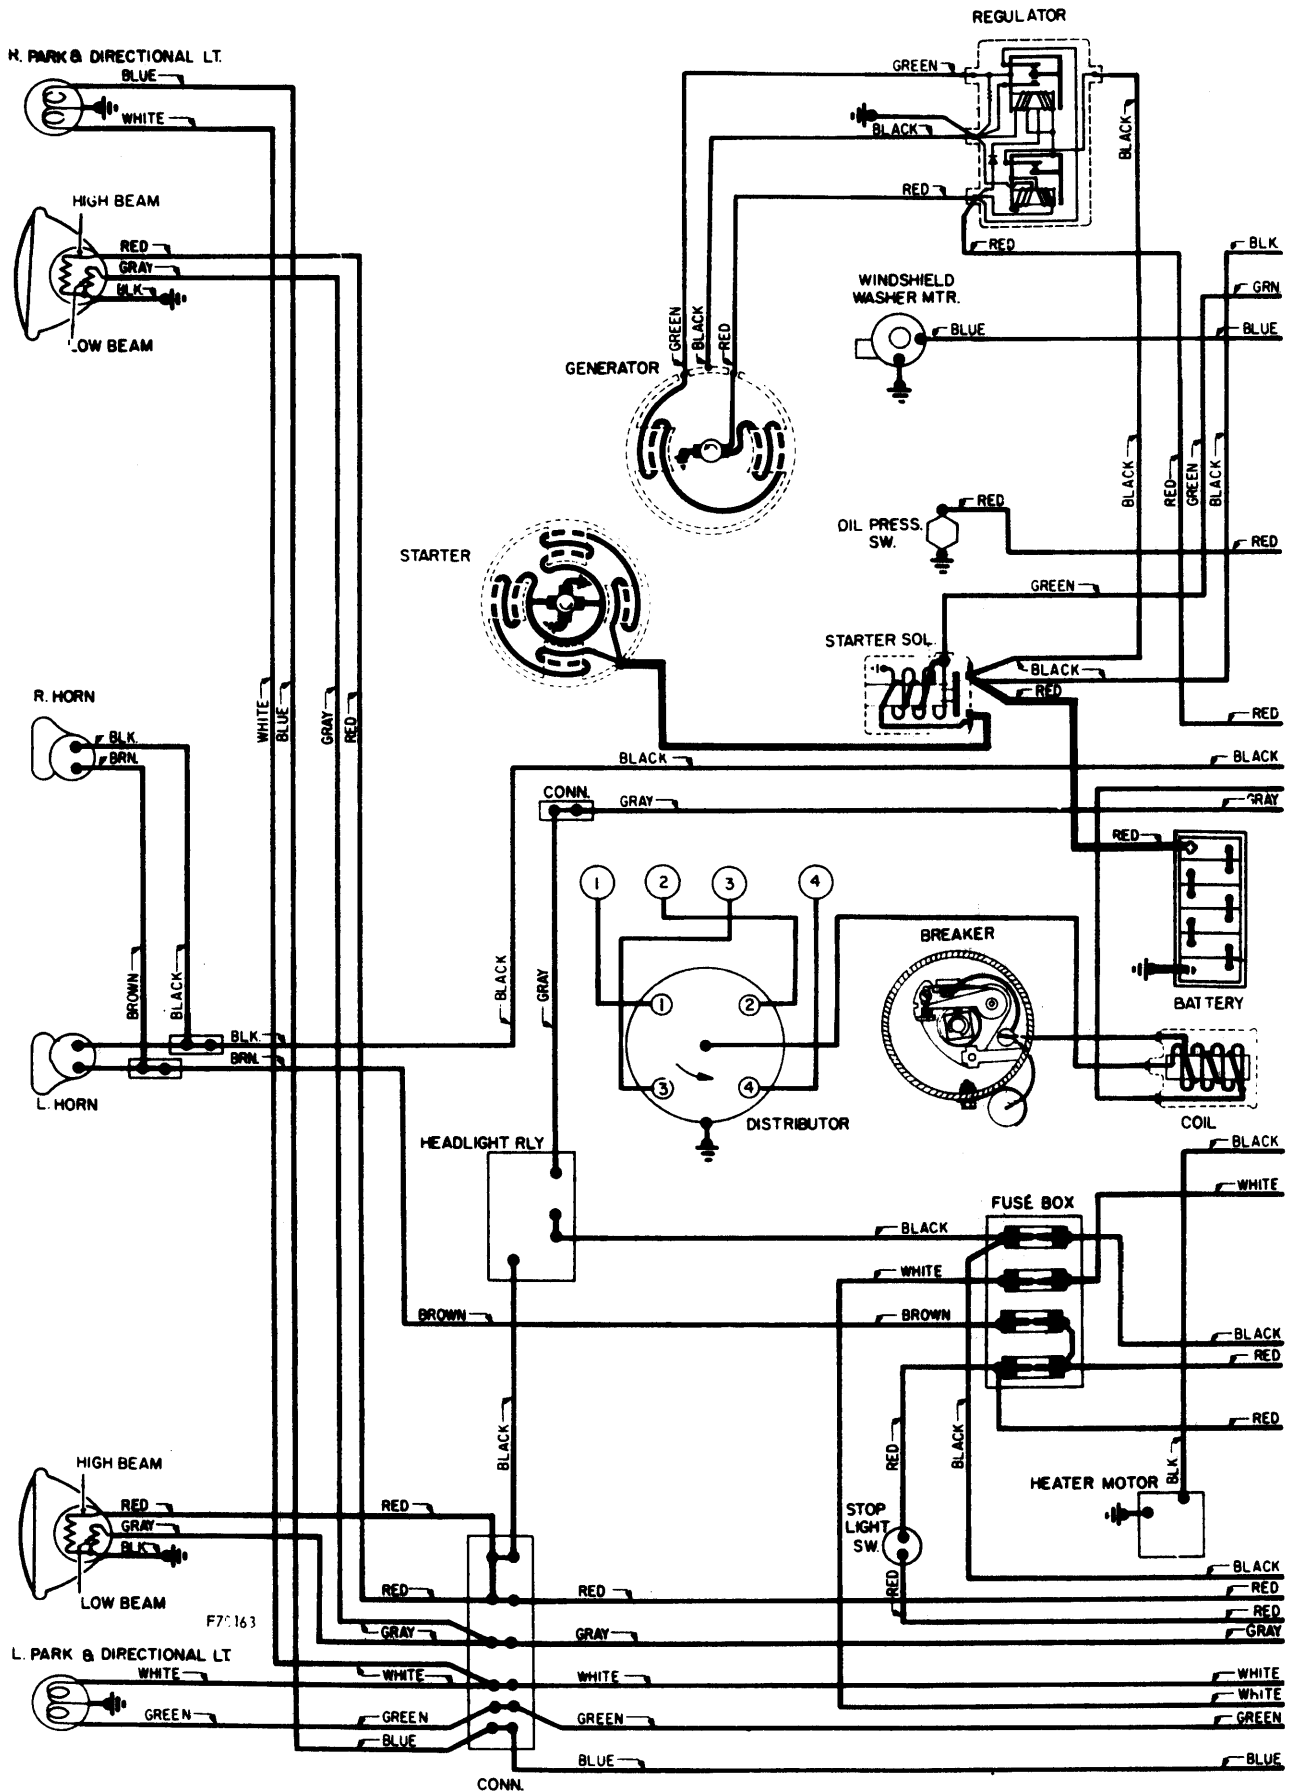 REGULATOR
R. PARK & DIRECTIONAL LT.
BLUE
WHITE
GREEN
BLACK
RED
RED
BLACK
HIGH BEAM
RED
GRAY
BLK
LOW BEAM
BLK
GRN
BLUE
WINDSHIELD
WASHER MTR.
BLUE
GENERATOR
GREEN
BLACK
RED
BLACK
RED
GREEN
BLACK
OIL PRESS.
SW.
RED
RED
STARTER
GREEN
STARTER SOL.
BLACK
RED
RED
R. HORN
BLK.
BRN.
WHITE
BLUE
GRAY
RED
BLACK
BLACK
CONN.
GRAY
GRAY
RED
BATTERY
1
2
3
4
BREAKER
BROWN
BLACK
BLACK
GRAY
1
2
3
4
DISTRIBUTOR
COIL
BLK.
BRN.
L. HORN
HEADLIGHT RLY
BLACK
WHITE
FUSE BOX
BLACK
WHITE
BROWN
BROWN
BLACK
RED
RED
BLACK
RED
BLACK
BLK
HEATER MOTOR
STOP
LIGHT
SW.
RED
HIGH BEAM
RED
GRAY
BLK
LOW BEAM
RED
RED
RED
BLACK
RED
RED
GRAY
GRAY
GRAY
L. PARK & DIRECTIONAL LT.
WHITE
WHITE
WHITE
WHITE
WHITE
GREEN
GREEN
GREEN
GREEN
BLUE
BLUE
BLUE
CONN.